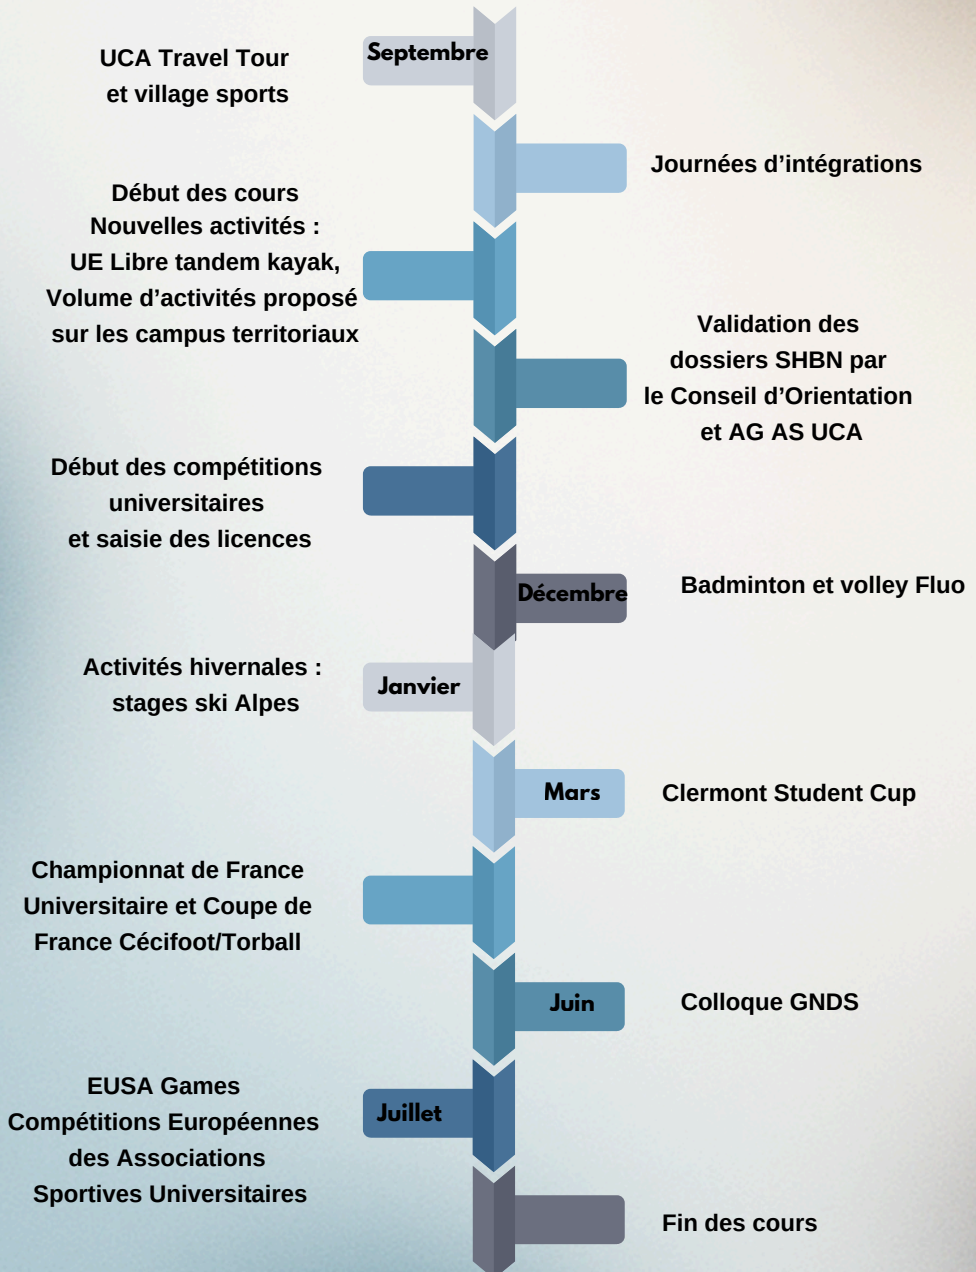 Septembre
UCA Travel Tour
et village sports
Journées d’intégrations
Début des cours
Nouvelles activités :
UE Libre tandem kayak,
Volume d’activités proposé
sur les campus territoriaux
Validation des
dossiers SHBN par
le Conseil d’Orientation
et AG AS UCA
Début des compétitions
universitaires
et saisie des licences
Décembre
Badminton et volley Fluo
Janvier
Activités hivernales :
stages ski Alpes
Mars
Clermont Student Cup
Championnat de France
Universitaire et Coupe de
France Cécifoot/Torball
Juin
Colloque GNDS
Juillet
EUSA Games
Compétitions Européennes
des Associations
Sportives Universitaires
Fin des cours